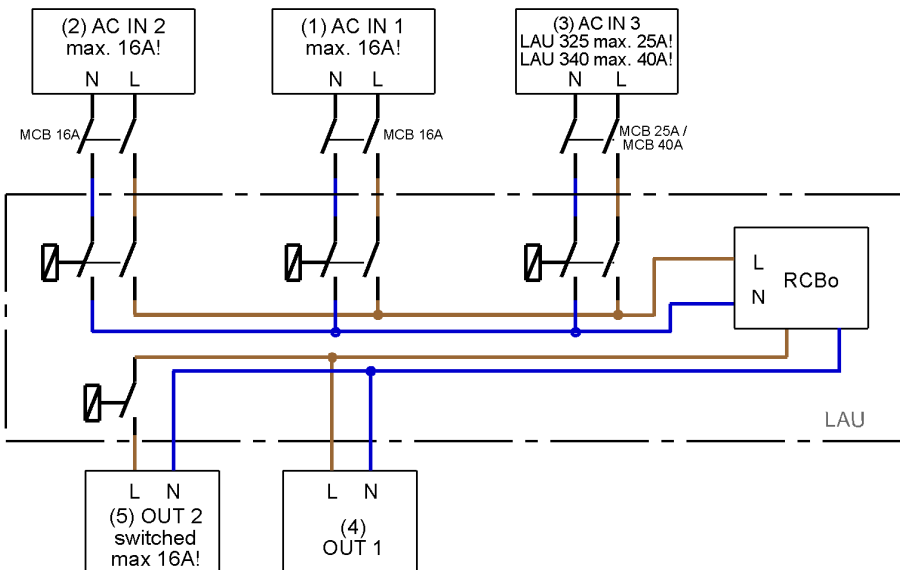 (2) AC IN 2
max. 16A!
N L
(1) AC IN 1
max. 16A!
N L
(3) AC IN 3
LAU 325 max. 25A!
LAU 340 max. 40A!
N L
MCB 16A
MCB 16A
MCB 25A /
MCB 40A
L
N
RCBo
LAU
L N
(5) OUT 2
switched
max 16A!
L N
(4)
OUT 1